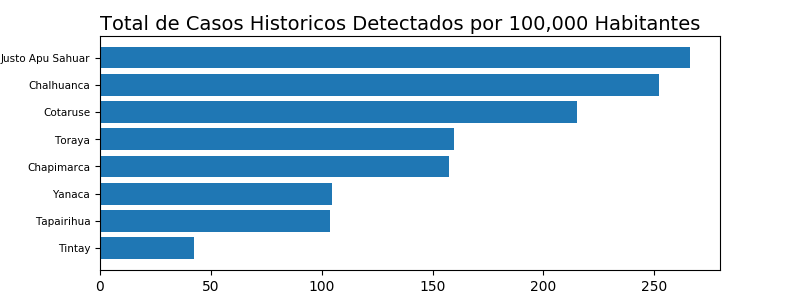 Total de Casos Historicos Detectados por 100,000 Habitantes
Justo Apu Sahuar
Chalhuanca
Cotaruse
Toraya
Chapimarca
Yanaca
Tapairihua
Tintay
0 50 100 150 200 250